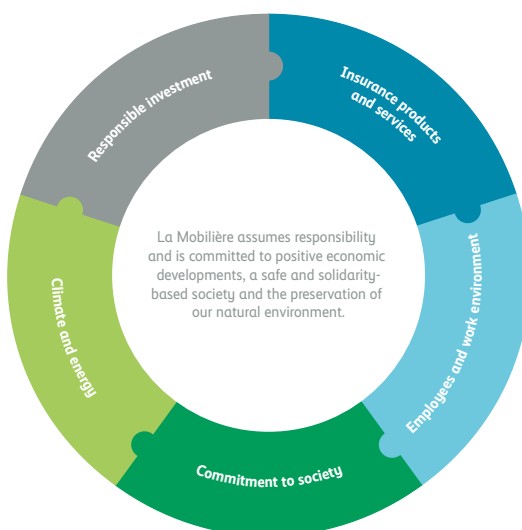 Responsible investment
Insurance products
and services
La Mobilière assumes responsibility
and is committed to positive economic
developments, a safe and solidarity-
based society and the preservation of
our natural environment.
Employees and work environment
Climate and energy
Commitment to society